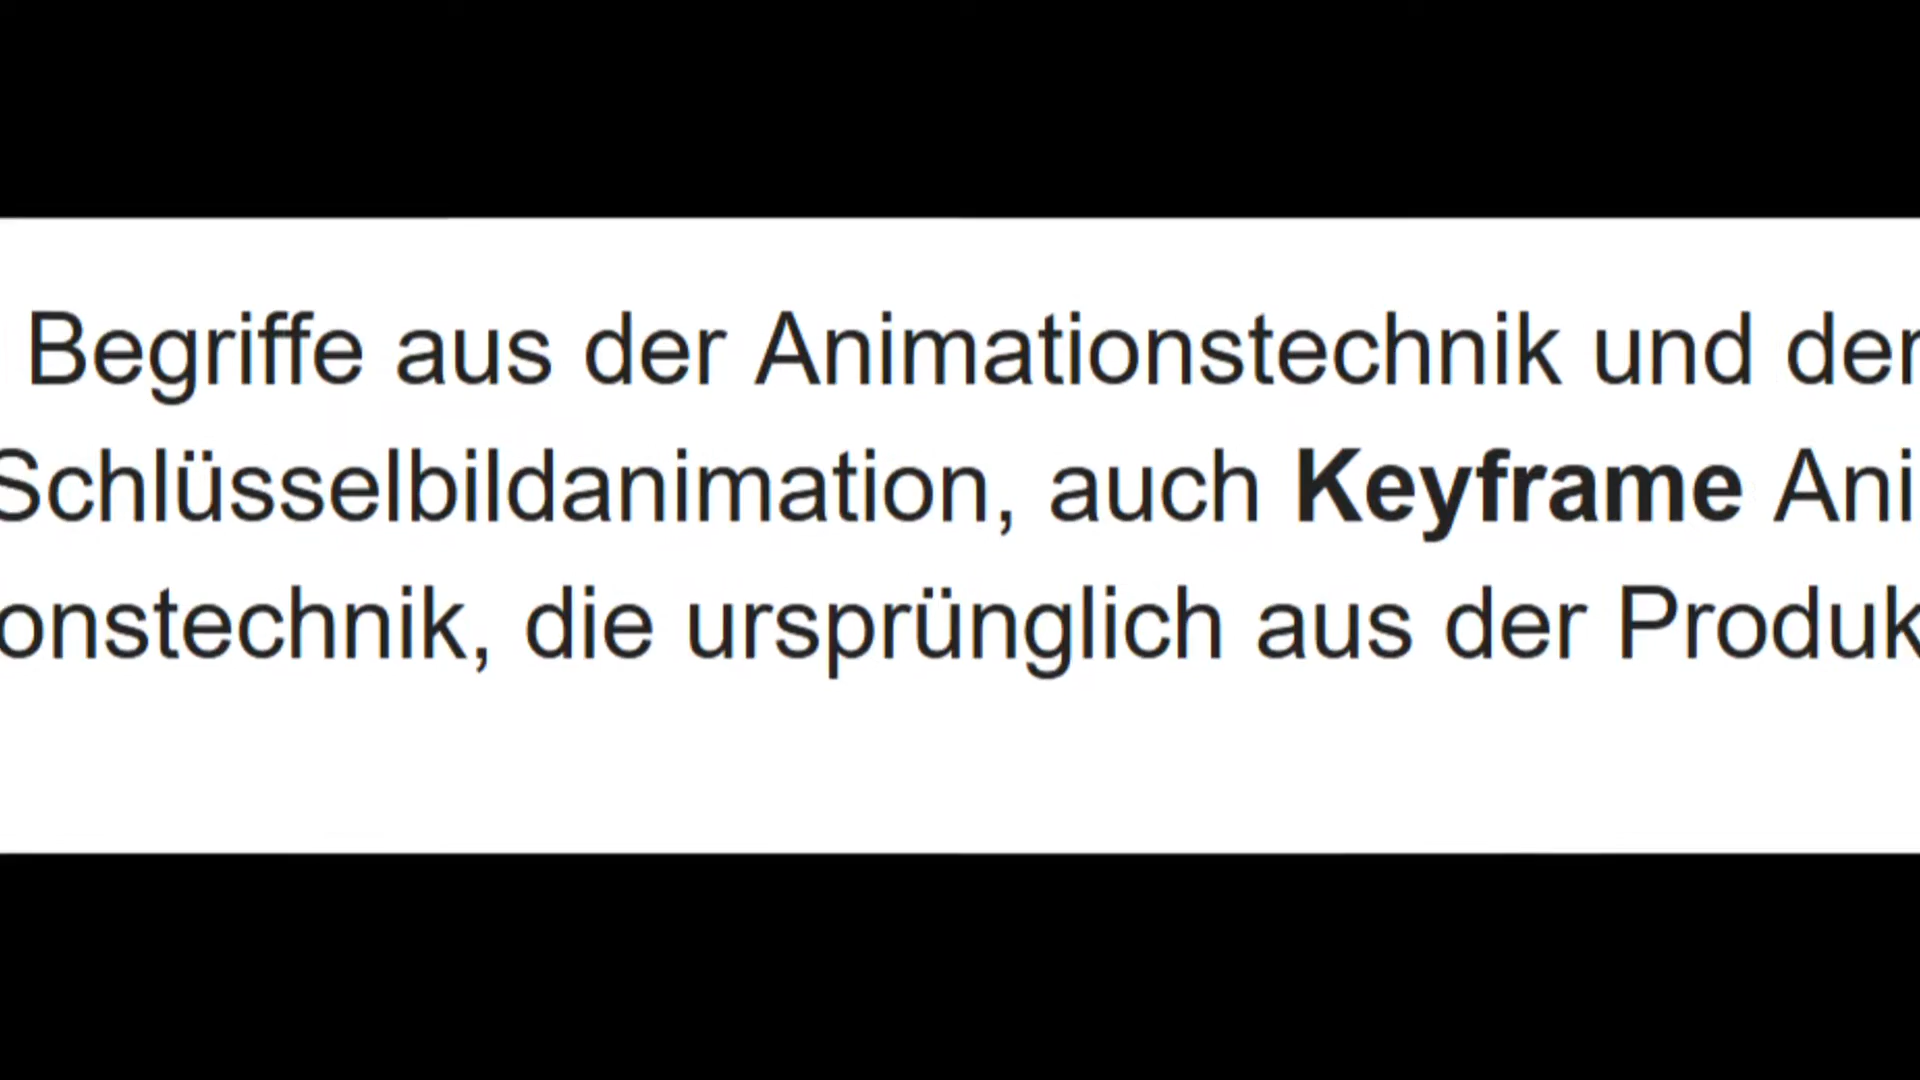 Begriffe aus der Animationstechnik und der
Schlüsselbildanimation, auch Keyframe Ani
onstechnik, die ursprünglich aus der Produk